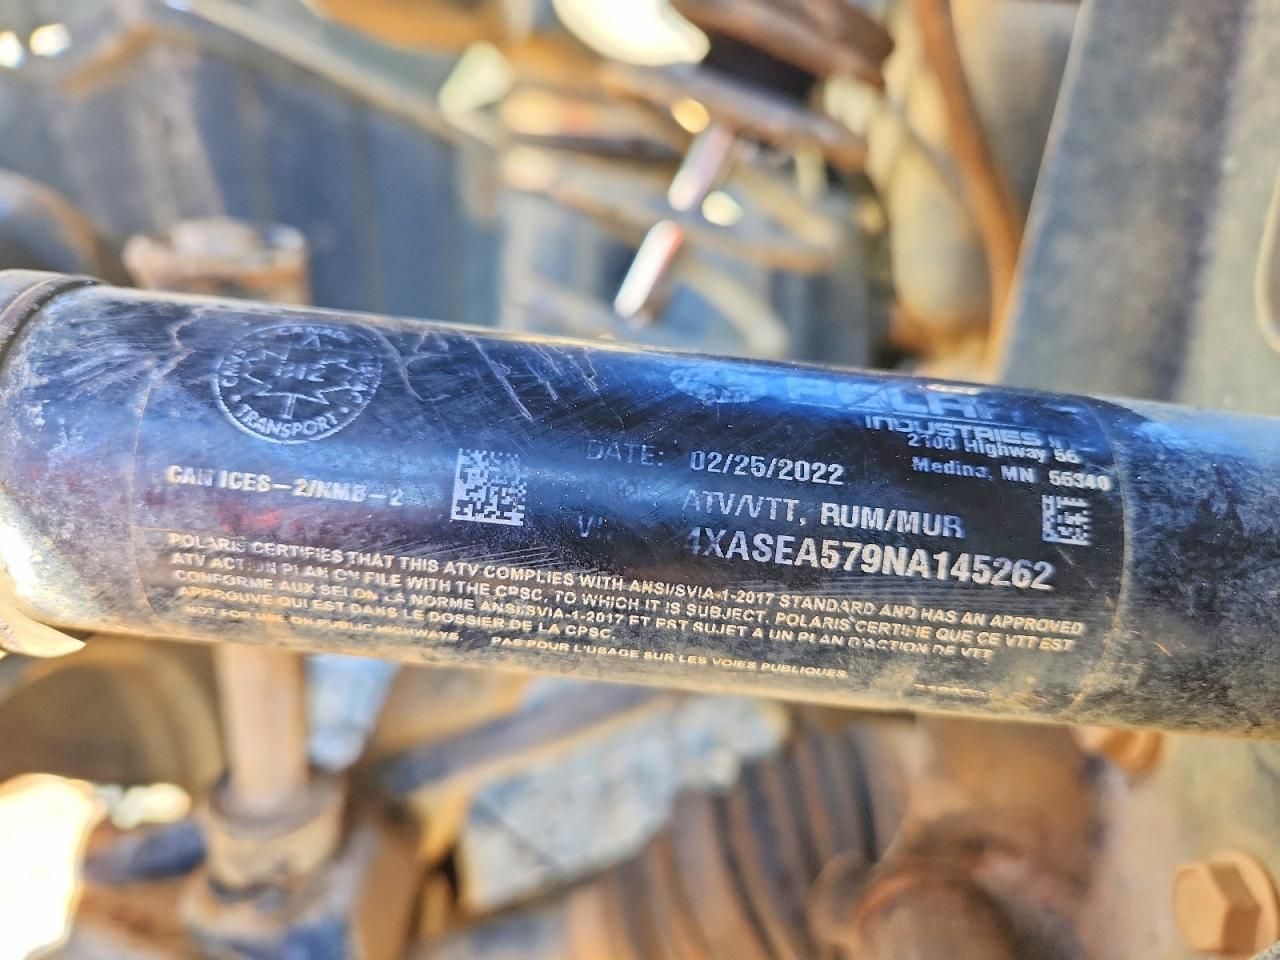 CANADA
TRANSPORT
POLARIS
INDUSTRIES
2100 Highway 55
Medina, MN 55340
CAN ICES-2/NMB-2
DATE: 02/25/2022
ATV/VTT, RUM/MUR
4XASEA579NA145262
POLARIS CERTIFIES THAT THIS ATV COMPLIES WITH ANSI/SVIA-1-2017 STANDARD AND HAS AN APPROVED
ATV ACTION PLAN ON FILE WITH THE CPSC, TO WHICH IT IS SUBJECT. POLARIS CERTIFIE QUE CE VTT EST
CONFORME AUX SEI ON LA NORME ANSI/SVIA-1-2017 ET EST SUJET A UN PLAN D'ACTION DE VTT
APPROUVE QUI EST DANS LE DOSSIER DE LA CPSC.
NOT FOR USE ON PUBLIC HIGHWAYS PAS POUR L'USAGE SUR LES VOIES PUBLIQUES.